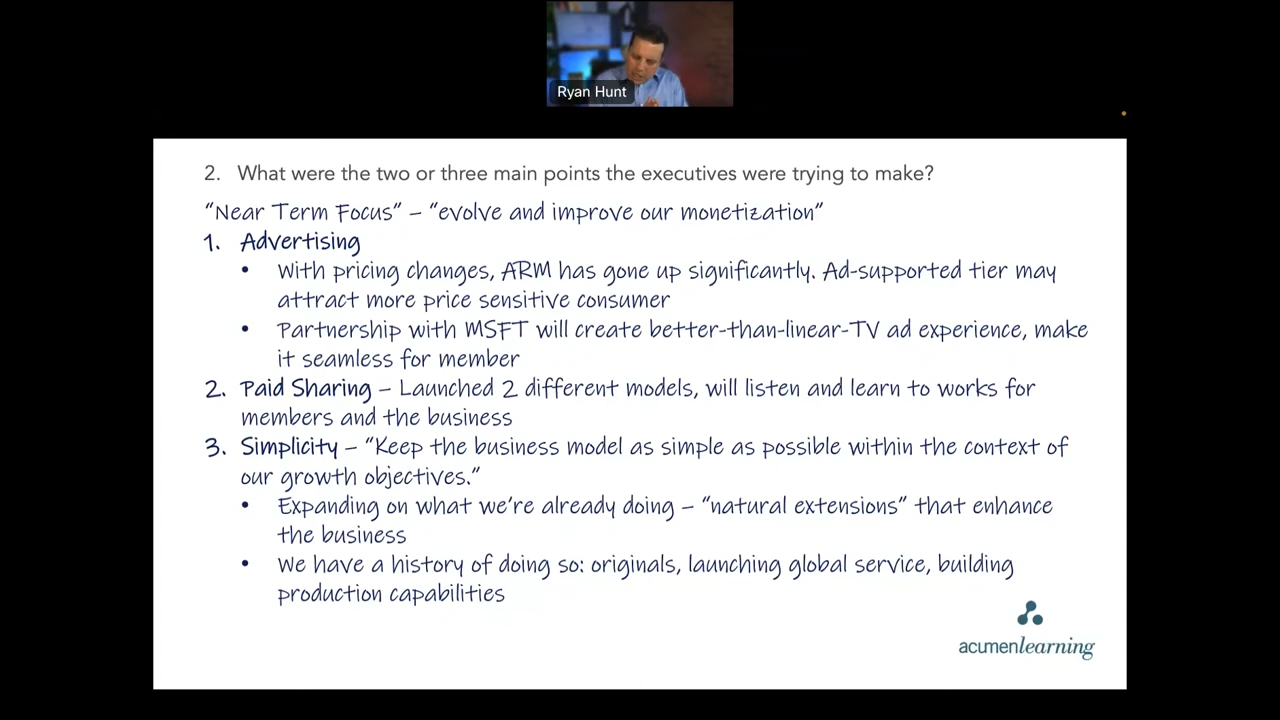 Ryan Hunt
2. What were the two or three main points the executives were trying to make?
“Near Term Focus” – “evolve and improve our monetization”
1. Advertising
• With pricing changes, ARM has gone up significantly. Ad-supported tier may
attract more price sensitive consumer
• Partnership with MSFT will create better-than-linear-TV ad experience, make
it seamless for member
2. Paid Sharing – Launched 2 different models, will listen and learn to works for
members and the business
3. Simplicity – “Keep the business model as simple as possible within the context of
our growth objectives.”
• Expanding on what we’re already doing – “natural extensions” that enhance
the business
• We have a history of doing so: originals, launching global service, building
production capabilities
acumenlearning